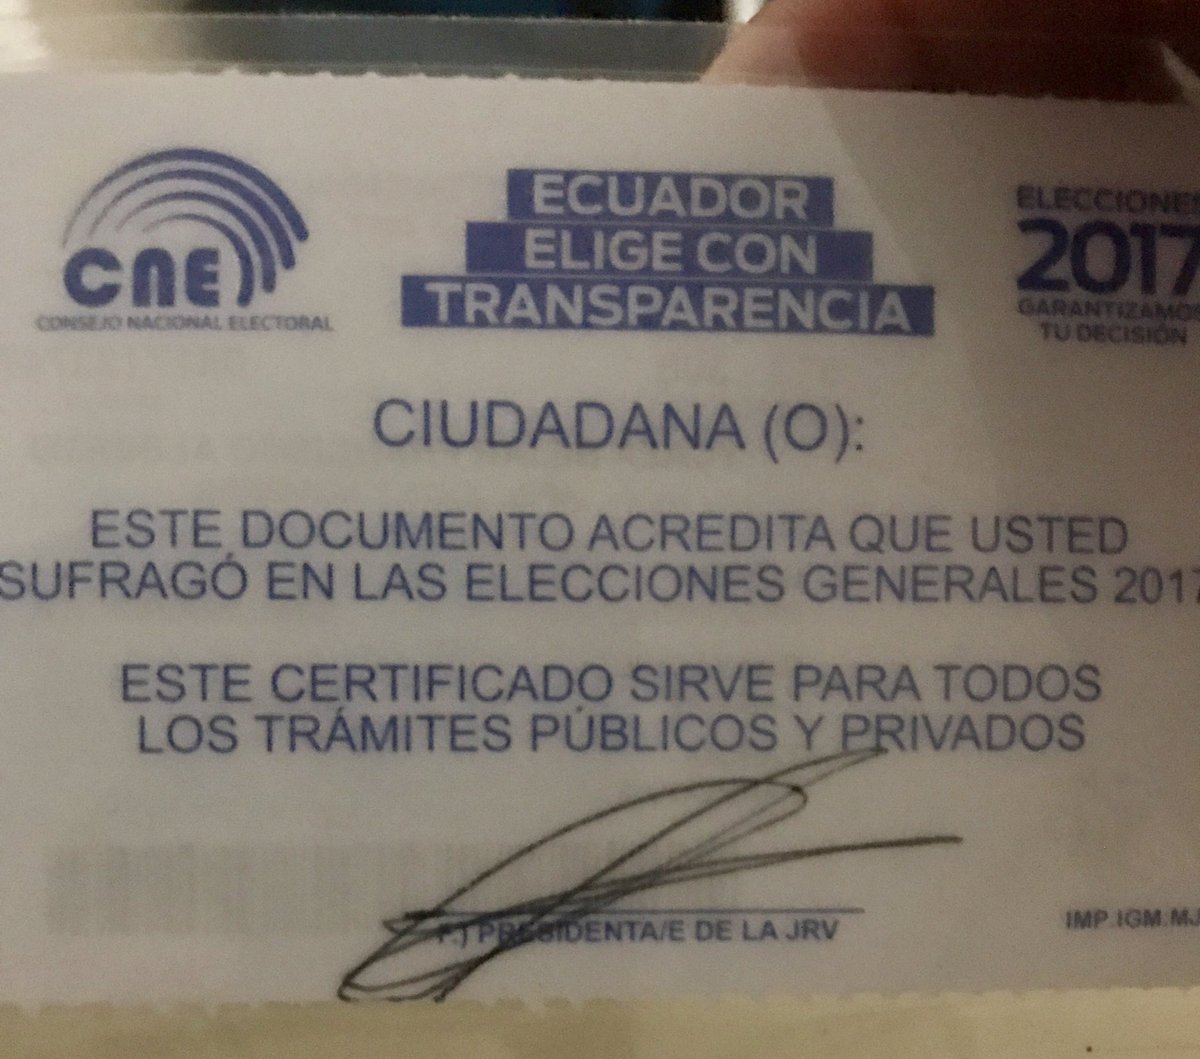 CNE
CONSEJO NACIONAL ELECTORAL
ECUADOR
ELIGE CON
TRANSPARENCIA
ELECCIONES
2017
GARANTIZAMOS
TU DECISIÓN
CIUDADANA (O):
ESTE DOCUMENTO ACREDITA QUE USTED
SUFRAGÓ EN LAS ELECCIONES GENERALES 2017
ESTE CERTIFICADO SIRVE PARA TODOS
LOS TRÁMITES PÚBLICOS Y PRIVADOS
F.) PRESIDENTA/E DE LA JRV
IMP.IGM.MJ